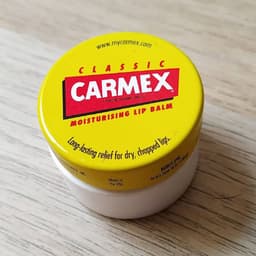 www.mycarmex.com
CLASSIC
CARMEX
MOISTURISING LIP BALM
Long-lasting relief for dry, chapped lips.